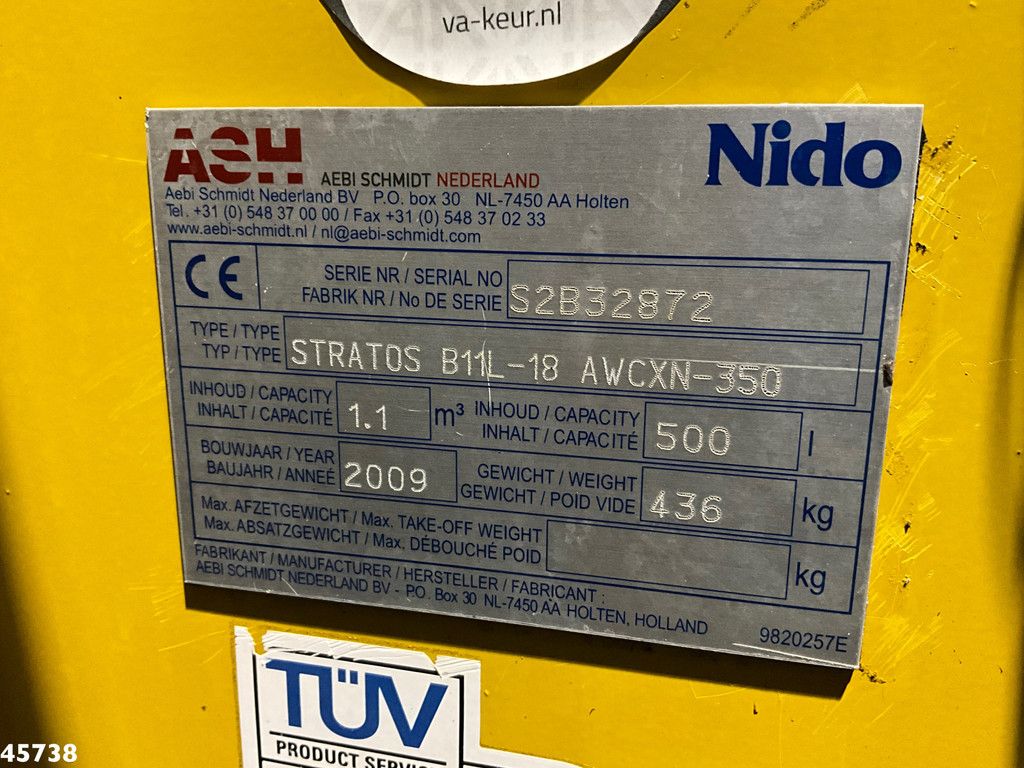 va-keur.nl
ASH AEBI SCHMIDT NEDERLAND
Nido
Aebi Schmidt Nederland BV P.O. box 30 NL-7450 AA Holten
Tel. +31 (0) 548 37 00 00 / Fax +31 (0) 548 37 02 33
www.aebi-schmidt.nl / nl@aebi-schmidt.com
CE
SERIE NR / SERIAL NO
FABRIK NR / No DE SERIE
S2B32872
TYPE / TYPE
TYP / TYPE
STRATOS B11L-18 AWCXN-350
INHOUD / CAPACITY
INHALT / CAPACITÉ
1.1 m³
INHOUD / CAPACITY
INHALT / CAPACITÉ
500 l
BOUWJAAR / YEAR
BAUJAHR / ANNEÉ
2009
GEWICHT / WEIGHT
GEWICHT / POID VIDE
436 kg
Max. AFZETGEWICHT / Max. TAKE-OFF WEIGHT
Max. ABSATZGEWICHT / Max. DÉBOUCHÉ POID
kg
FABRIKANT / MANUFACTURER / HERSTELLER / FABRICANT :
AEBI SCHMIDT NEDERLAND BV - PO. Box 30 NL-7450 AA HOLTEN, HOLLAND
9820257E
TÜV
PRODUCT SERVIC
45738